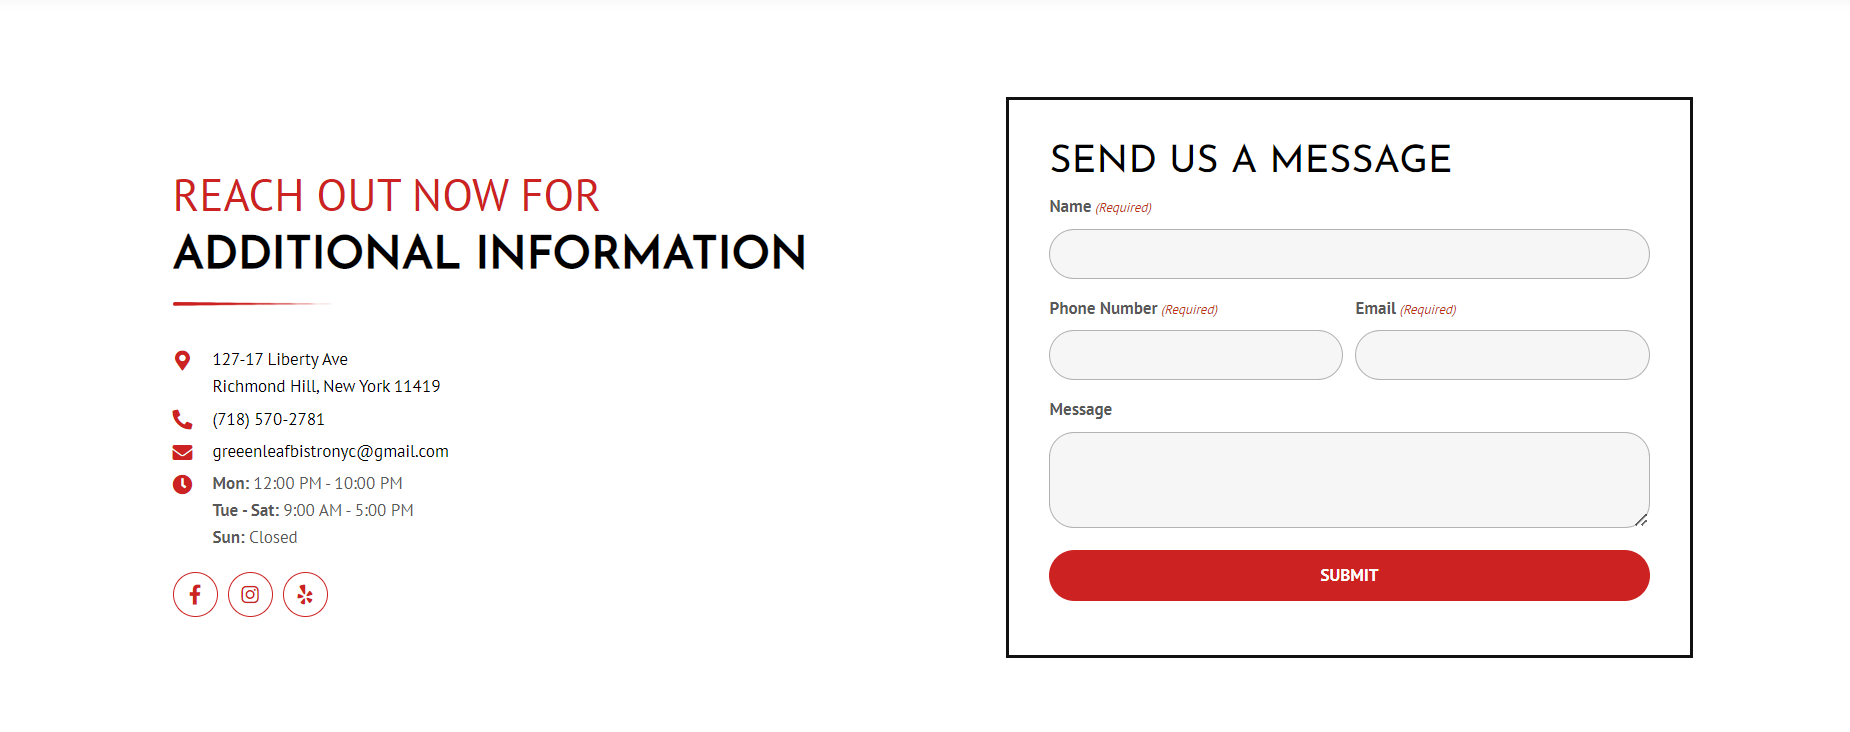 REACH OUT NOW FOR
ADDITIONAL INFORMATION
127-17 Liberty Ave
Richmond Hill, New York 11419
(718) 570-2781
greeenleafbistronyc@gmail.com
Mon: 12:00 PM - 10:00 PM
Tue - Sat: 9:00 AM - 5:00 PM
Sun: Closed
SEND US A MESSAGE
Name (Required)
Phone Number (Required)
Email (Required)
Message
SUBMIT